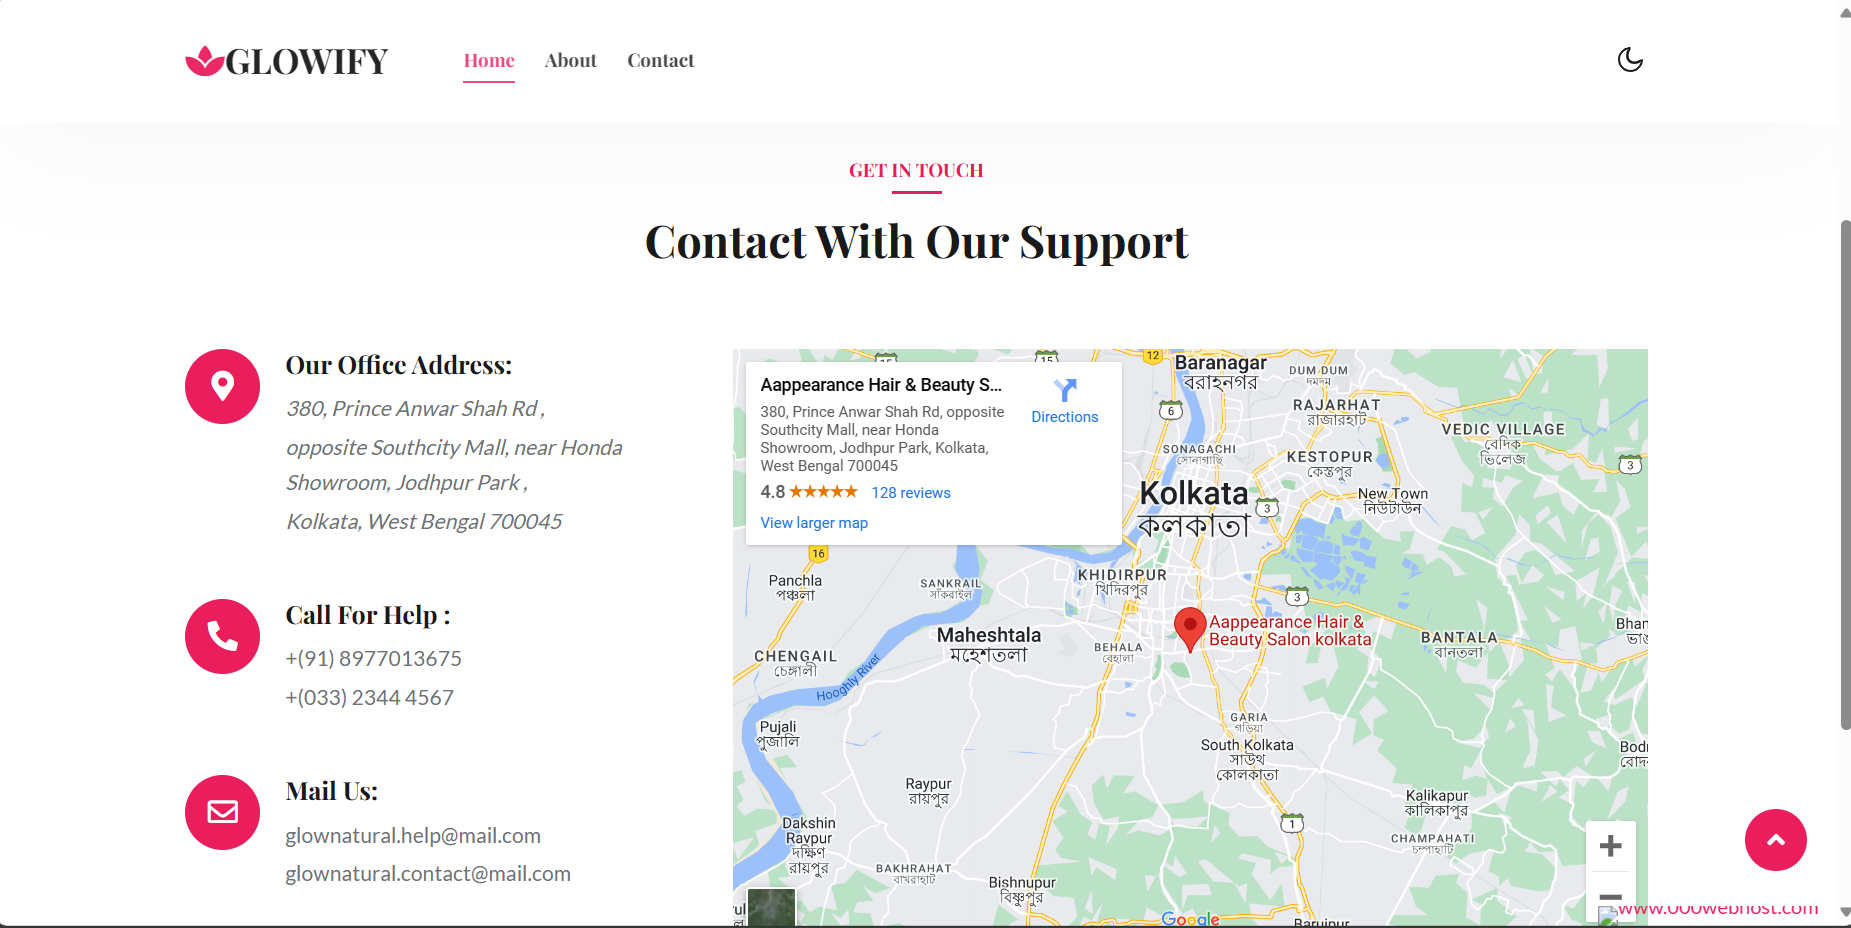 GLOWIFY
Home
About
Contact
GET IN TOUCH
Contact With Our Support
Our Office Address:
380, Prince Anwar Shah Rd ,
opposite Southcity Mall, near Honda
Showroom, Jodhpur Park ,
Kolkata, West Bengal 700045
Call For Help :
+(91) 8977013675
+(033) 2344 4567
Mail Us:
glownatural.help@mail.com
glownatural.contact@mail.com
Aappearance Hair & Beauty S...
380, Prince Anwar Shah Rd, opposite
Southcity Mall, near Honda
Showroom, Jodhpur Park, Kolkata,
West Bengal 700045
4.8
128 reviews
View larger map
Directions
15
15
12
Baranagar
বরাহনগর
DUM DUM
দমদম
6
RAJARHAT
রাজারহাট
VEDIC VILLAGE
বেদিক
ভিলেজ
3
SONAGACHI
সোনাগাছি
KESTOPUR
কেস্তপুর
New Town
নিউটাউন
Kolkata
কলকাতা
3
16
Panchla
পঞ্চলা
SANKRAIL
সাঁকরাইল
KHIDIRPUR
খিদিরপুর
3
Aappearance Hair &
Beauty Salon kolkata
Maheshtala
মহেশতলা
BEHALA
বেহালা
BANTALA
বানতলা
Bhan
ভাঙ
CHENGAIL
চেঙ্গাইল
Hooghly River
Pujali
পুজালি
GARIA
গড়িয়া
South Kolkata
সাউথ
কোলকাতা
Bodr
বোদ
Raypur
রায়পুর
Kalikapur
কালিকাপুর
Dakshin
Raypur
দক্ষিণ
রায়পুর
1
CHAMPAHATI
চম্পাহাটি
BAKHRAHAT
বাখরাহাট
Bishnupur
বিষ্ণুপুর
Google
Baruipur
www.000webhost.com